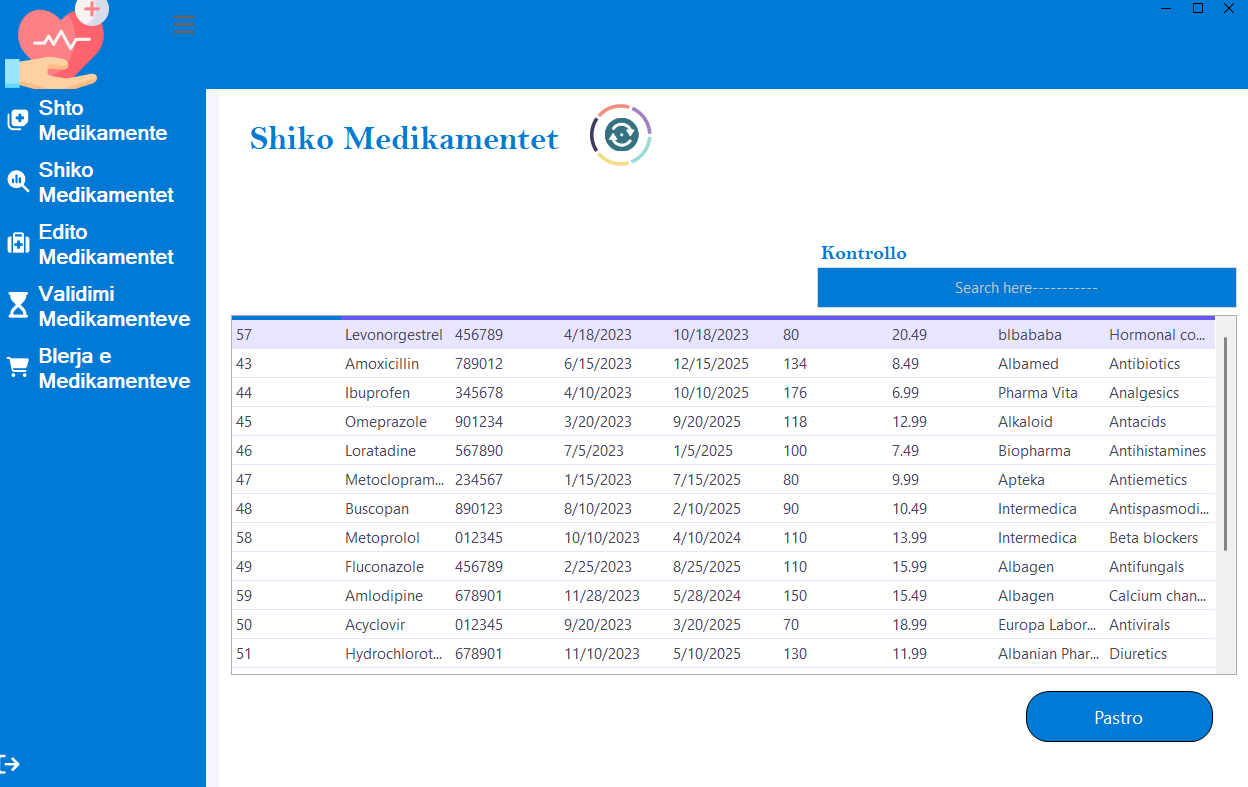 Shto
Medikamente
Shiko
Medikamentet
Edito
Medikamentet
Validimi
Medikamenteve
Blerja e
Medikamenteve
Shiko Medikamentet
Kontrollo
Search here-----------
57 Levonorgestrel 456789 4/18/2023 10/18/2023 80 20.49 blbababa Hormonal co...
43 Amoxicillin 789012 6/15/2023 12/15/2025 134 8.49 Albamed Antibiotics
44 Ibuprofen 345678 4/10/2023 10/10/2025 176 6.99 Pharma Vita Analgesics
45 Omeprazole 901234 3/20/2023 9/20/2025 118 12.99 Alkaloid Antacids
46 Loratadine 567890 7/5/2023 1/5/2025 100 7.49 Biopharma Antihistamines
47 Metoclopram... 234567 1/15/2023 7/15/2025 80 9.99 Apteka Antiemetics
48 Buscopan 890123 8/10/2023 2/10/2025 90 10.49 Intermedica Antispasmodi...
58 Metoprolol 012345 10/10/2023 4/10/2024 110 13.99 Intermedica Beta blockers
49 Fluconazole 456789 2/25/2023 8/25/2025 110 15.99 Albagen Antifungals
59 Amlodipine 678901 11/28/2023 5/28/2024 150 15.49 Albagen Calcium chan...
50 Acyclovir 012345 9/20/2023 3/20/2025 70 18.99 Europa Labor... Antivirals
51 Hydrochlorot... 678901 11/10/2023 5/10/2025 130 11.99 Albanian Phar... Diuretics
Pastro